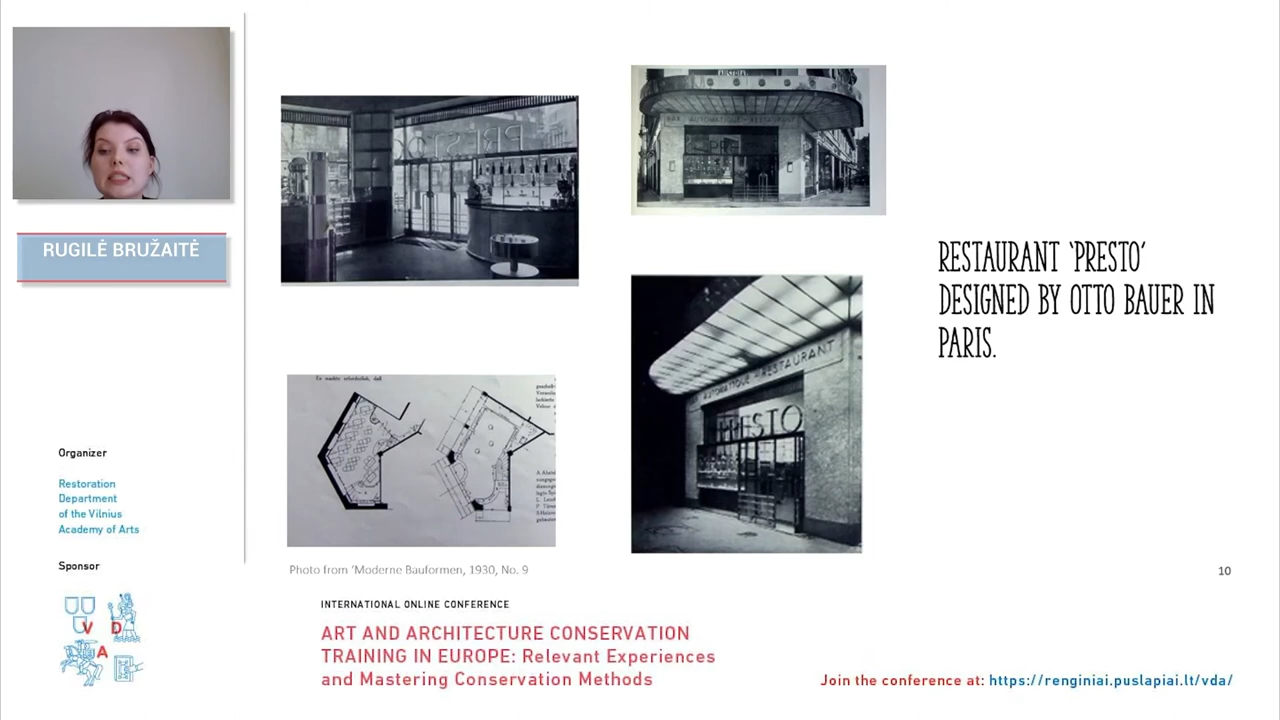 RUGILĖ BRUŽAITĖ
Organizer
Restoration
Department
of the Vilnius
Academy of Arts
Sponsor
V D
A
PRESTO
BAR AUTOMATIQUE - RESTAURANT
AUTOMATIQUE - RESTAURANT
PRESTO
RESTAURANT ‘PRESTO’
DESIGNED BY OTTO BAUER IN
PARIS.
Photo from ‘Moderne Bauformen, 1930, No. 9
10
INTERNATIONAL ONLINE CONFERENCE
ART AND ARCHITECTURE CONSERVATION
TRAINING IN EUROPE: Relevant Experiences
and Mastering Conservation Methods
Join the conference at: https://renginiai.puslapiai.lt/vda/